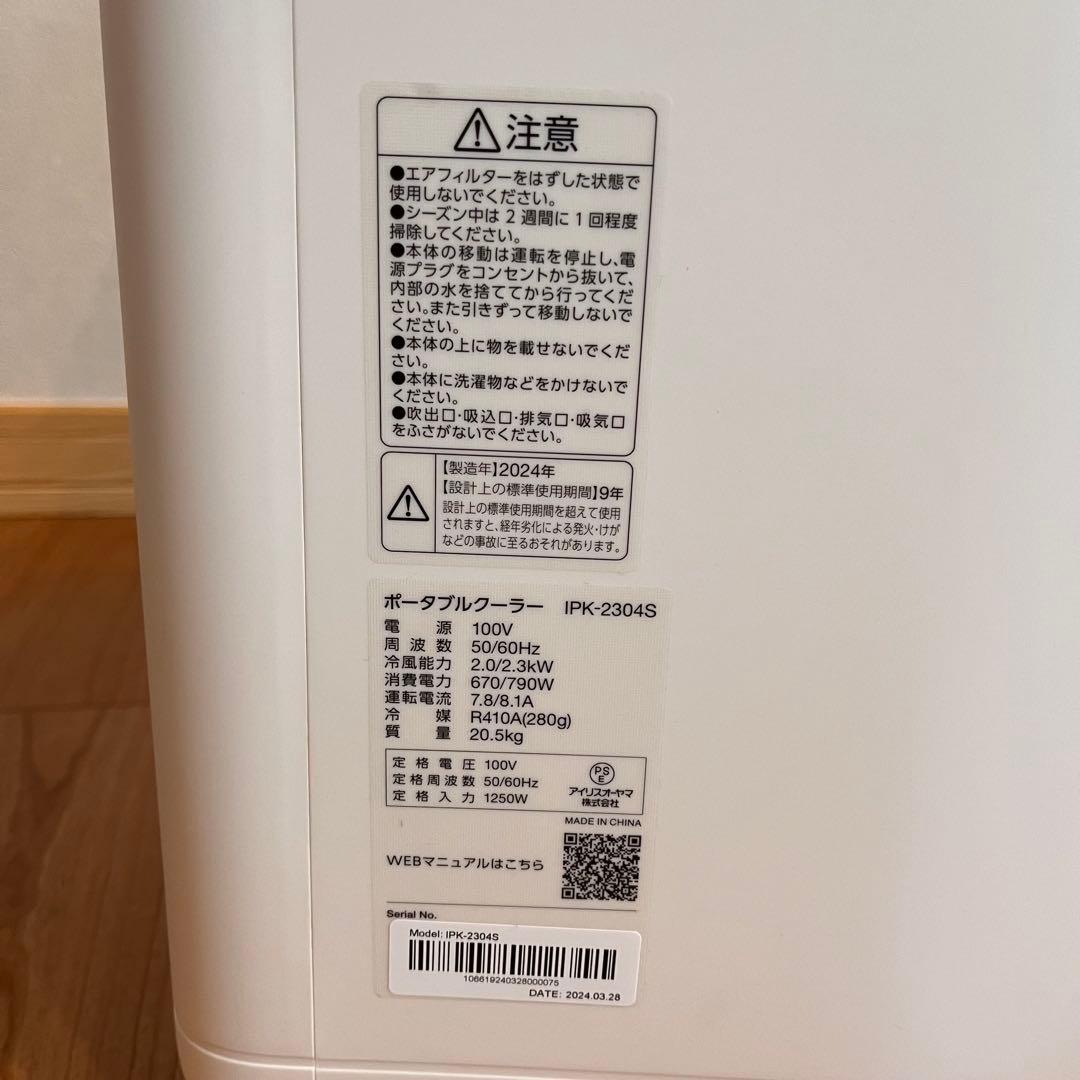 注意
●エアフィルターをはずした状態で
使用しないでください。
●シーズン中は2週間に1回程度
掃除してください。
●本体の移動は運転を停止し、電
源プラグをコンセントから抜いて、
内部の水を捨ててから行ってくだ
さい。また引きずって移動しないで
ください。
●本体の上に物を載せないでくだ
さい。
●本体に洗濯物などをかけないで
ください。
●吹出口・吸込口・排気口・吸気口
をふさがないでください。
【製造年】2024年
【設計上の標準使用期間】9年
設計上の標準使用期間を超えて使用
されますと、経年劣化による発火・けが
などの事故に至るおそれがあります。
ポータブルクーラー IPK-2304S
電源 100V
周波数 50/60Hz
冷風能力 2.0/2.3kW
消費電力 670/790W
運転電流 7.8/8.1A
冷媒 R410A(280g)
質量 20.5kg
定格電圧 100V
定格周波数 50/60Hz
定格入力 1250W
PS
E
アイリスオーヤマ
株式会社
MADE IN CHINA
WEBマニュアルはこちら
Serial No.
Model: IPK-2304S
106619240328000075
DATE: 2024.03.28